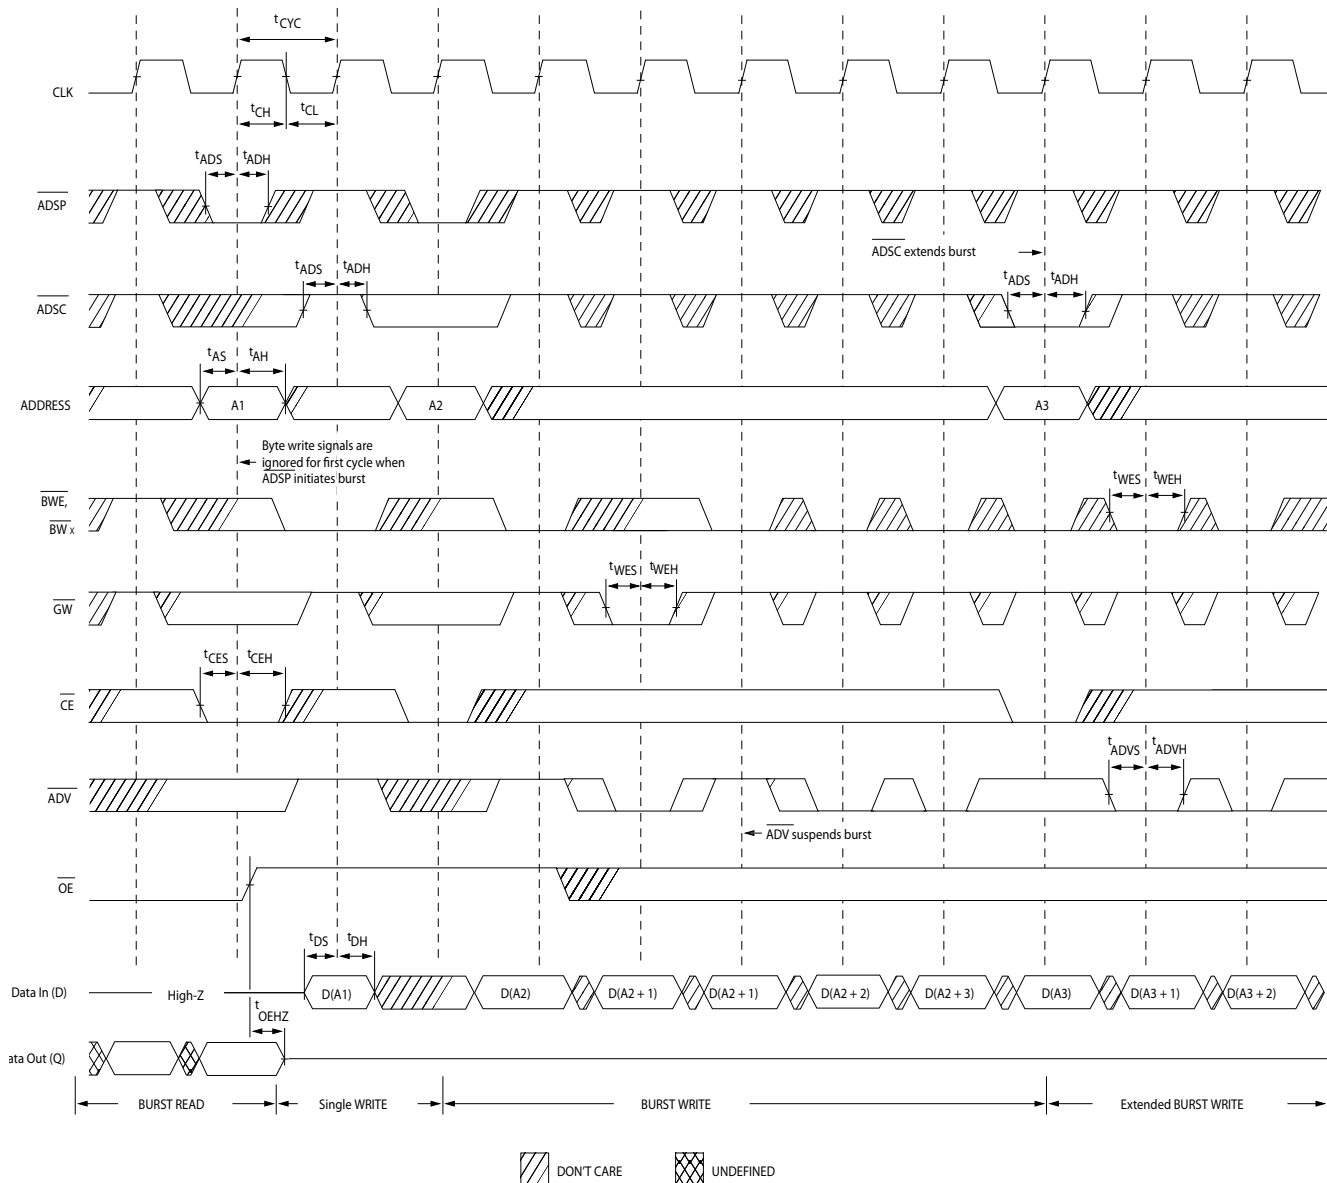 tCYC
CLK
tCH
tCL
tADS
tADH
ADSP
ADSC extends burst
tADS
tADH
tADS
tADH
ADSC
tAS
tAH
ADDRESS
A1
A2
A3
Byte write signals are
ignored for first cycle when
ADSP initiates burst
BWE,
BW x
tWES
tWEH
tWES
tWEH
GW
tCES
tCEH
CE
tADVS
tADVH
ADV
ADV suspends burst
OE
tDS
tDH
Data In (D)
High-Z
D(A1)
D(A2)
D(A2 + 1)
D(A2 + 1)
D(A2 + 2)
D(A2 + 3)
D(A3)
D(A3 + 1)
D(A3 + 2)
tOEHZ
ata Out (Q)
BURST READ
Single WRITE
BURST WRITE
Extended BURST WRITE
DON'T CARE
UNDEFINED